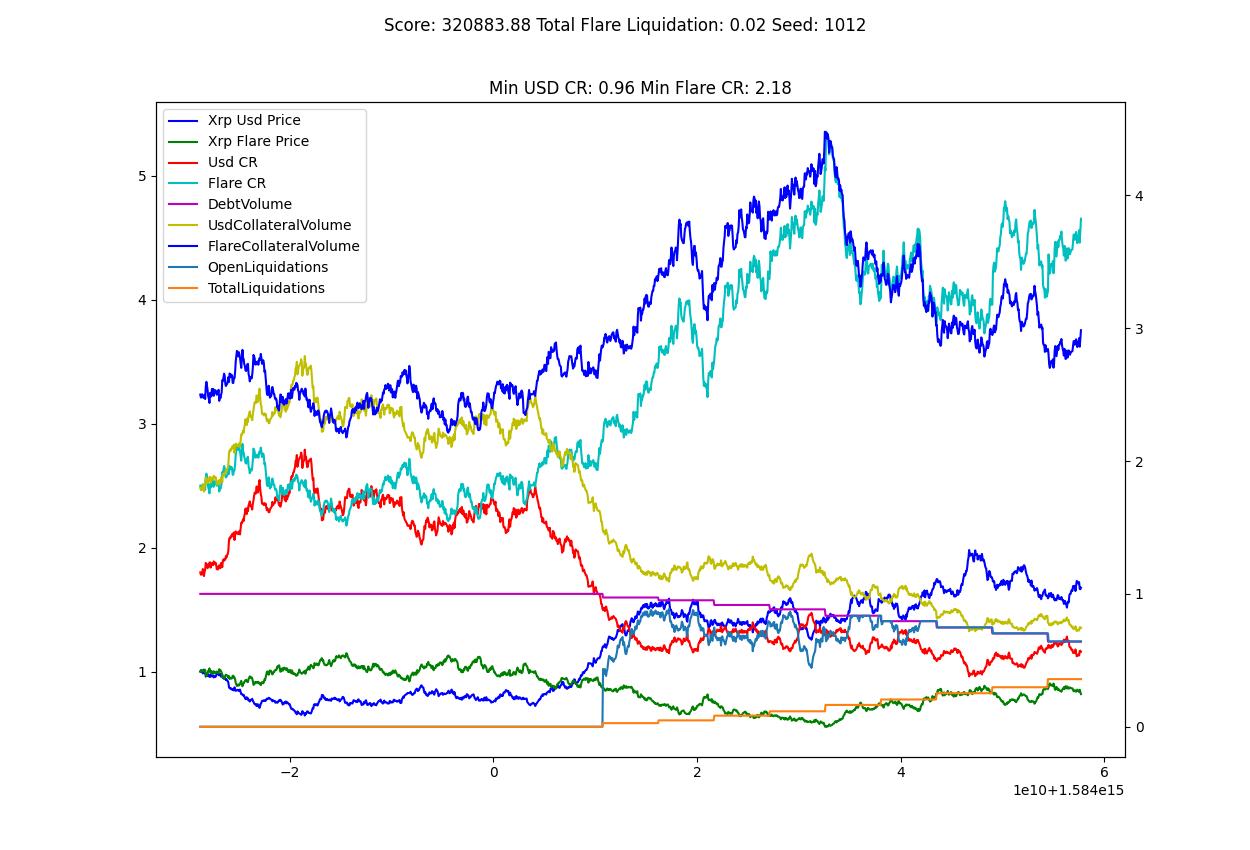 Score: 320883.88 Total Flare Liquidation: 0.02 Seed: 1012
Min USD CR: 0.96 Min Flare CR: 2.18
Xrp Usd Price
Xrp Flare Price
Usd CR
Flare CR
DebtVolume
UsdCollateralVolume
FlareCollateralVolume
OpenLiquidations
TotalLiquidations
5
4
3
2
1
4
3
2
1
0
−2
0
2
4
6
1e10+1.584e15